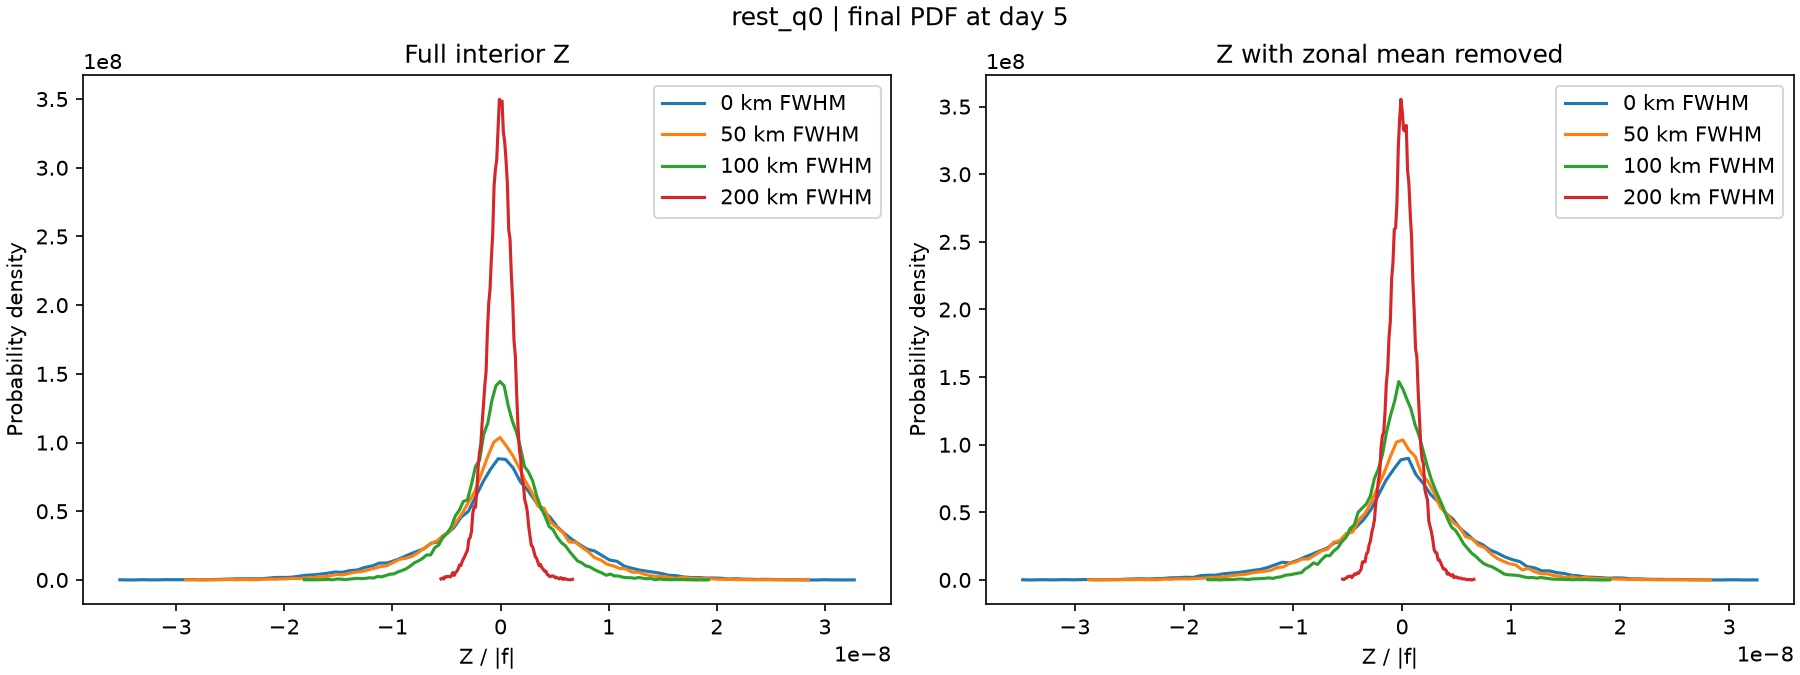 rest_q0 | final PDF at day 5
Full interior Z
1e8
Probability density
3.5
3.0
2.5
2.0
1.5
1.0
0.5
0.0
−3
−2
−1
0
1
2
3
Z / |f|
1e−8
0 km FWHM
50 km FWHM
100 km FWHM
200 km FWHM
Z with zonal mean removed
1e8
Probability density
3.5
3.0
2.5
2.0
1.5
1.0
0.5
0.0
−3
−2
−1
0
1
2
3
Z / |f|
1e−8
0 km FWHM
50 km FWHM
100 km FWHM
200 km FWHM